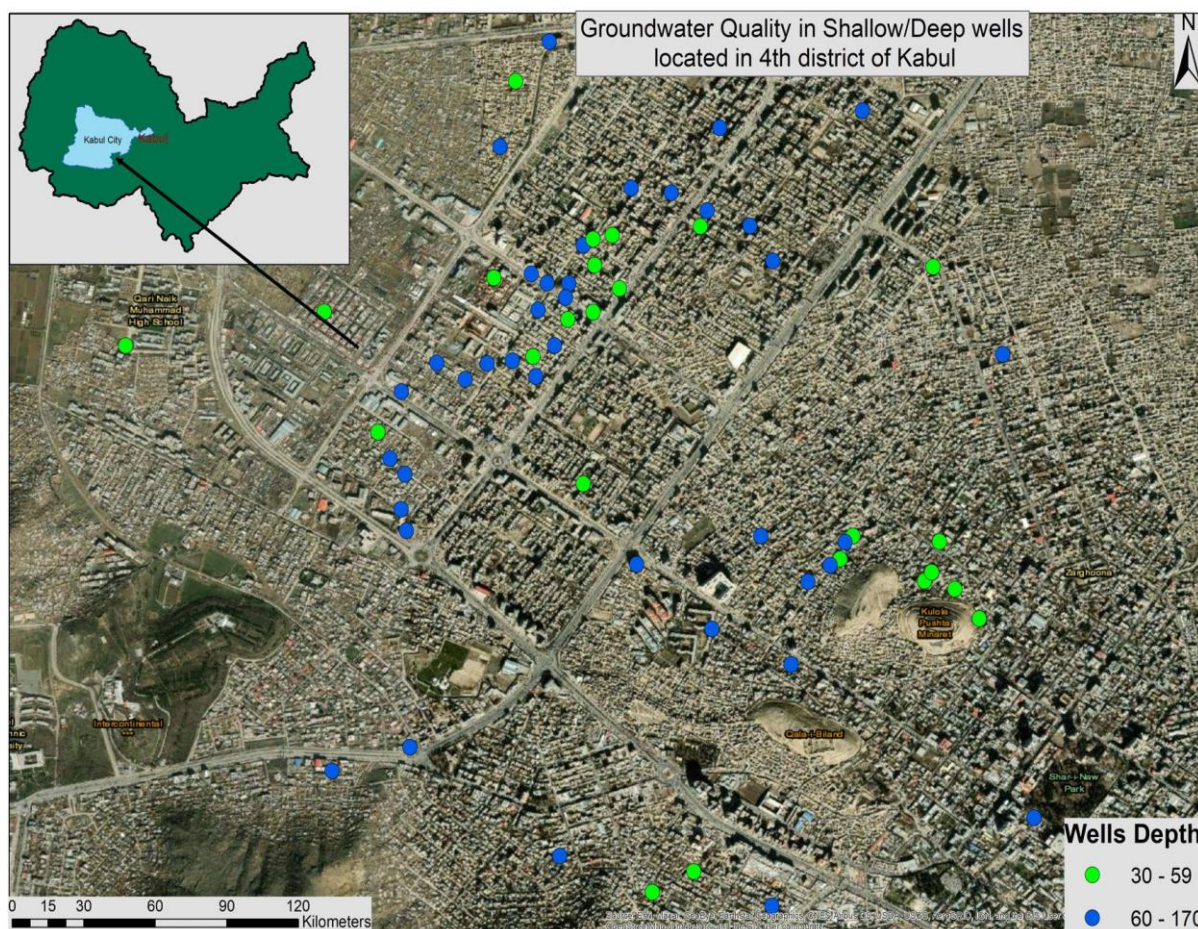 Groundwater Quality in Shallow/Deep wells
located in 4th district of Kabul
N
Kabul City
Kabul
Qari Naik
Muhammad
High School
Zarghoona
Kulola
Pushta
Minaret
Intercontinental
***
Qala-i-Biland
Shar-i-Naw
Park
Wells Depth
30 - 59
60 - 170
0 15 30 60 90 120
Kilometers